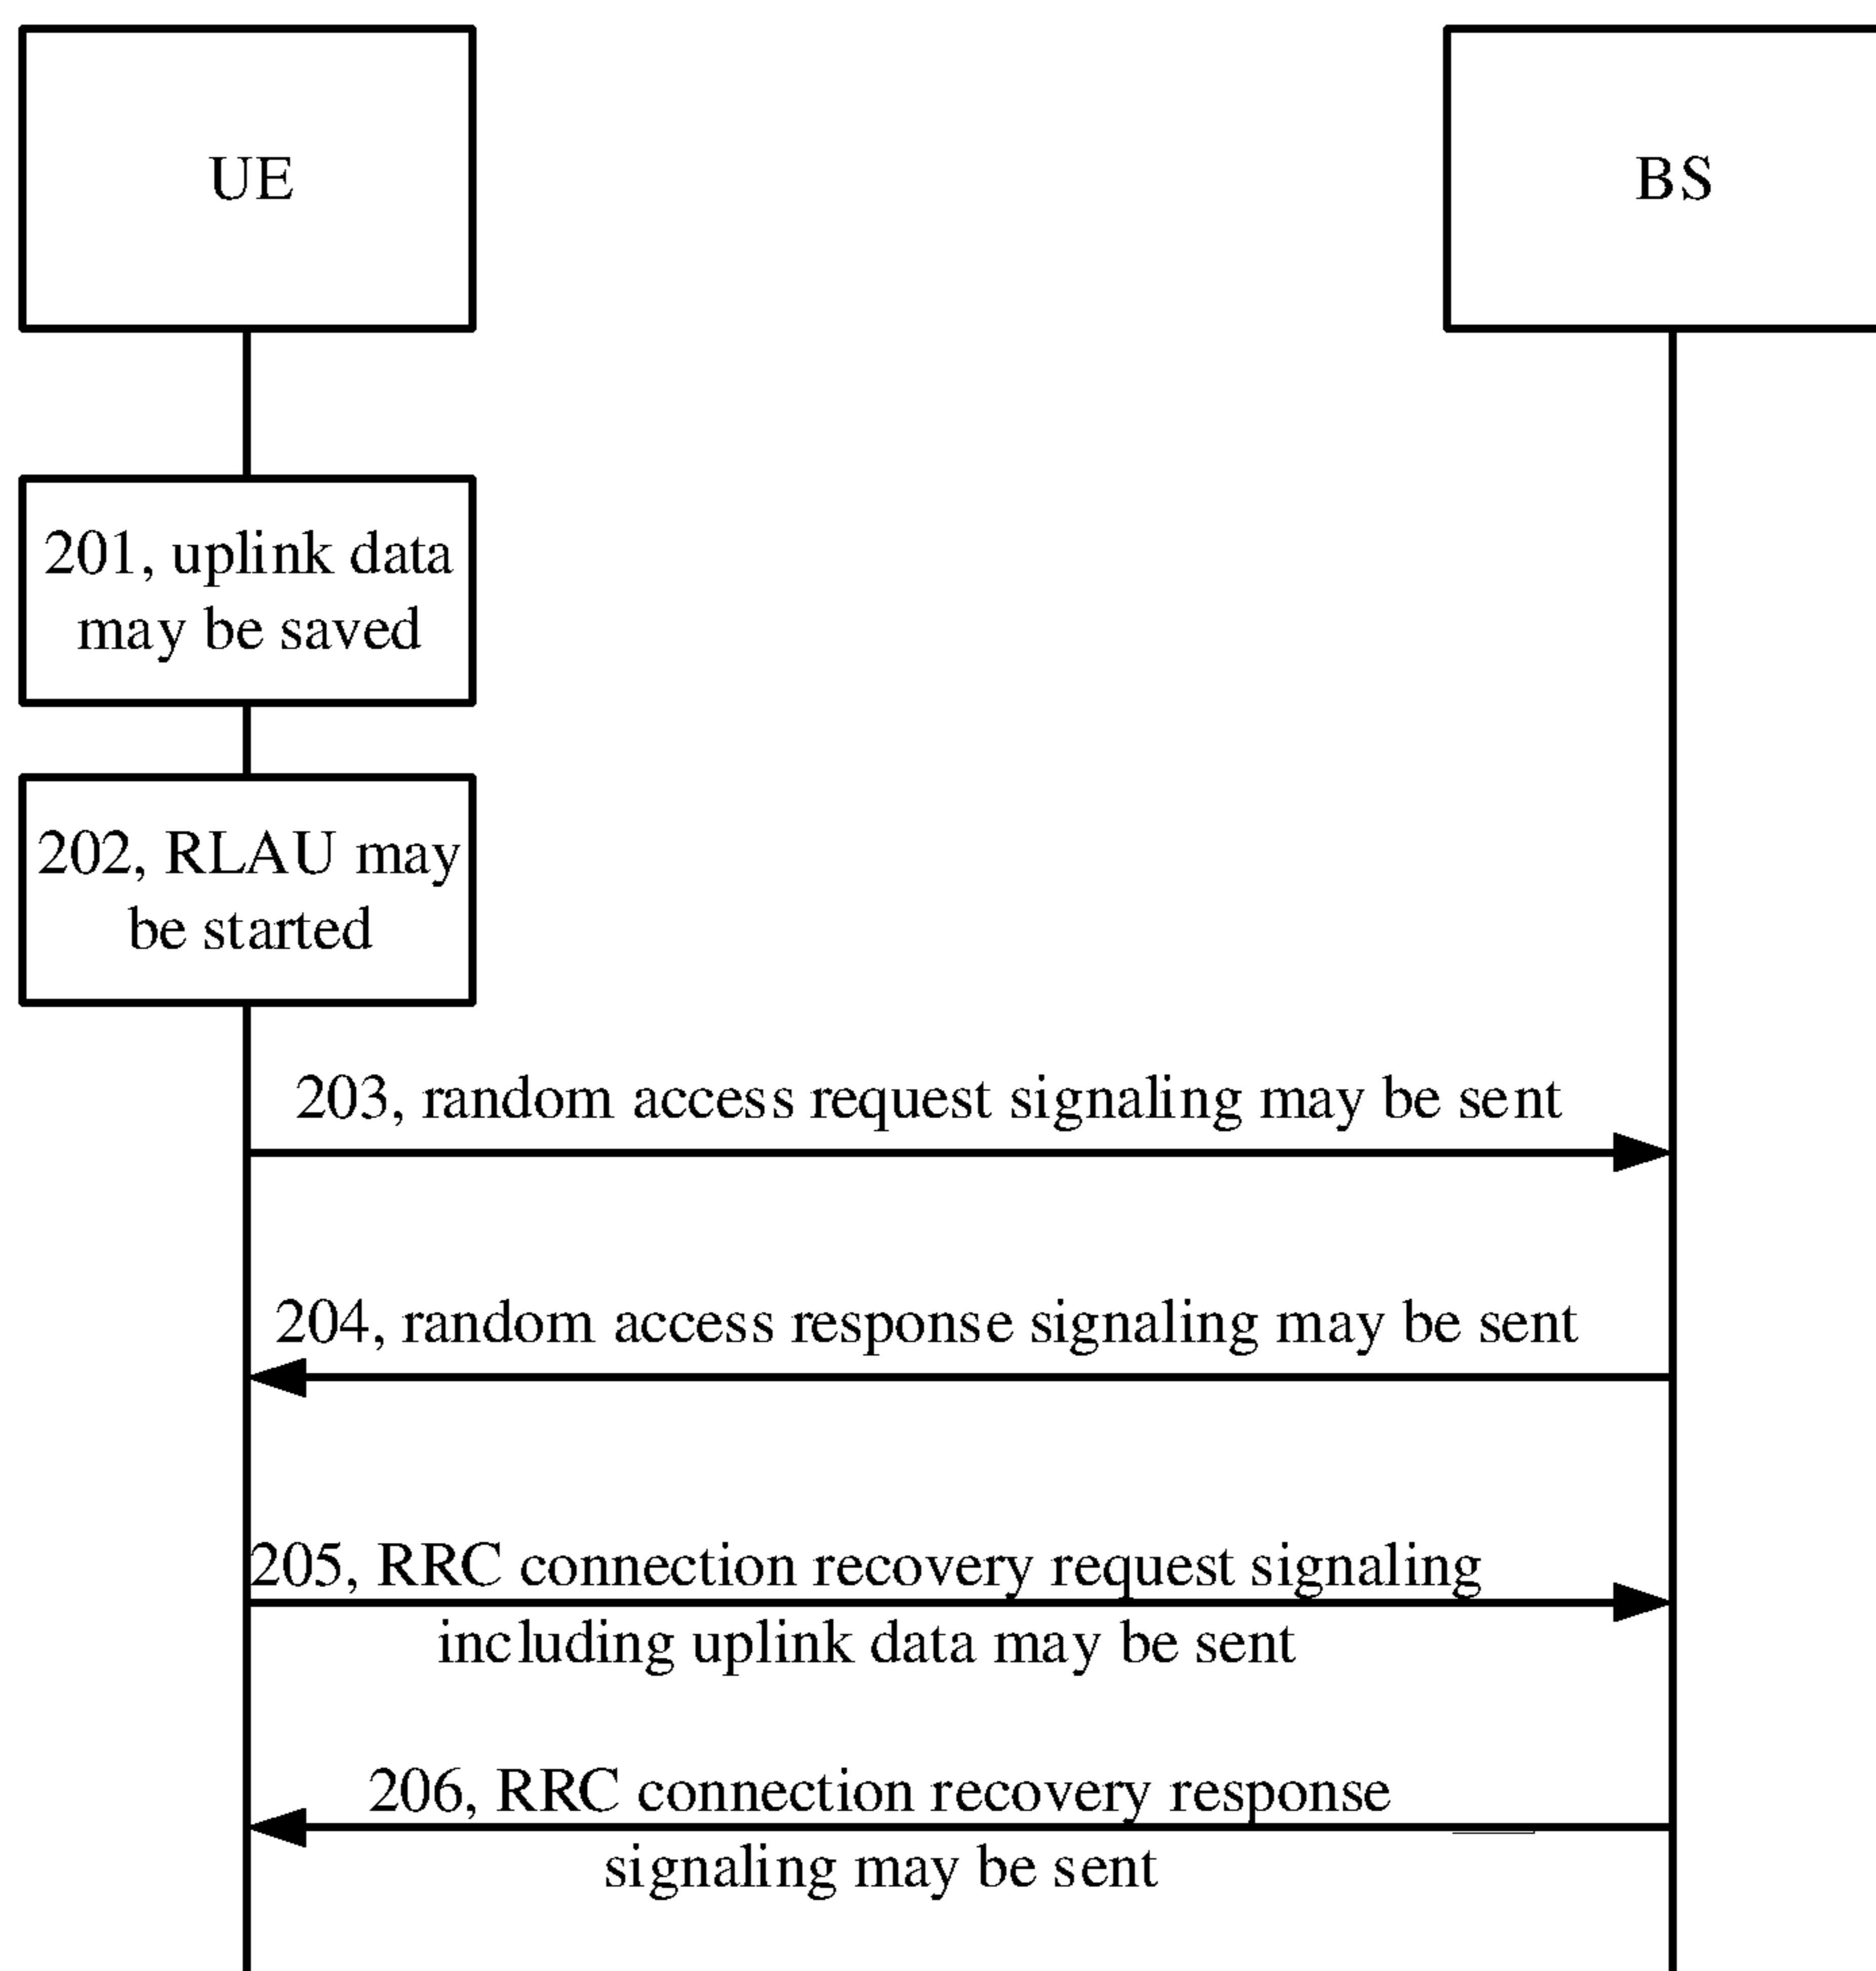 UE
BS
201, uplink data
may be saved
202, RLAU may
be started
203, random access request signaling may be sent
204, random access response signaling may be sent
205, RRC connection recovery request signaling
including uplink data may be sent
206, RRC connection recovery response
signaling may be sent